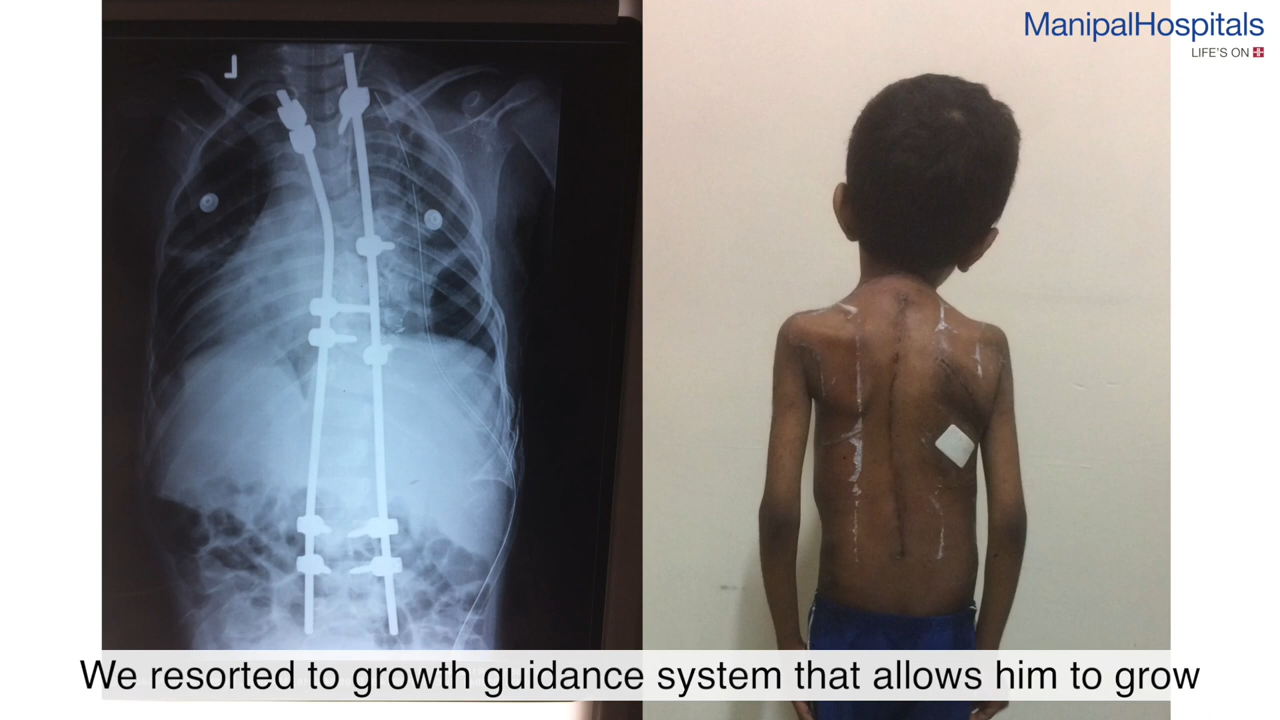 L
ManipalHospitals
LIFE'S ON
We resorted to growth guidance system that allows him to grow